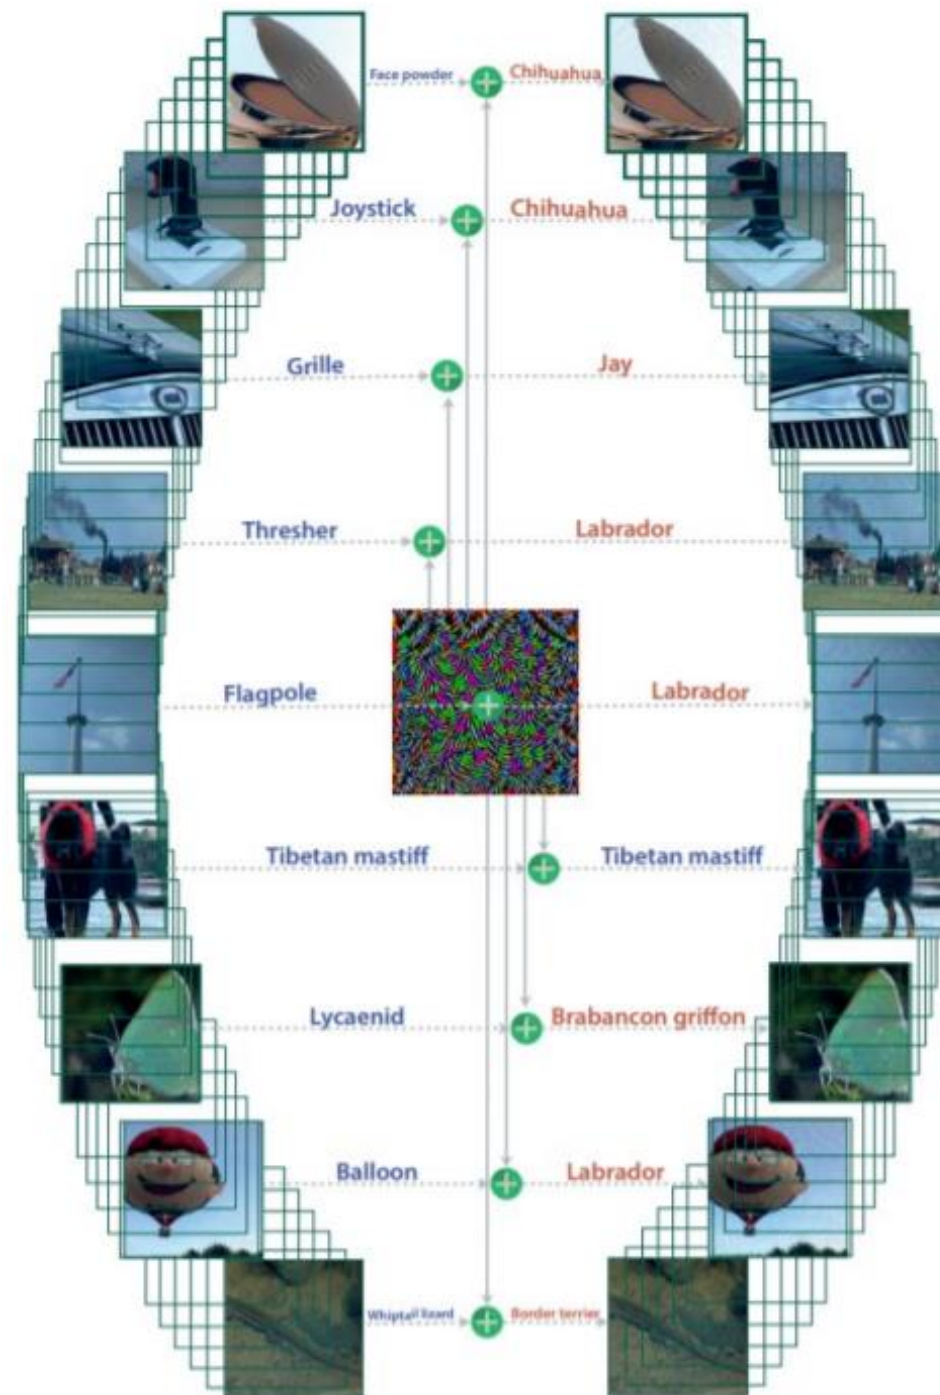 Face powder Chihuahua
Joystick Chihuahua
Grille Jay
Thresher Labrador
Flagpole Labrador
Tibetan mastiff Tibetan mastiff
Lycaenid Brabancon griffon
Balloon Labrador
Whiptail lizard Border terrier